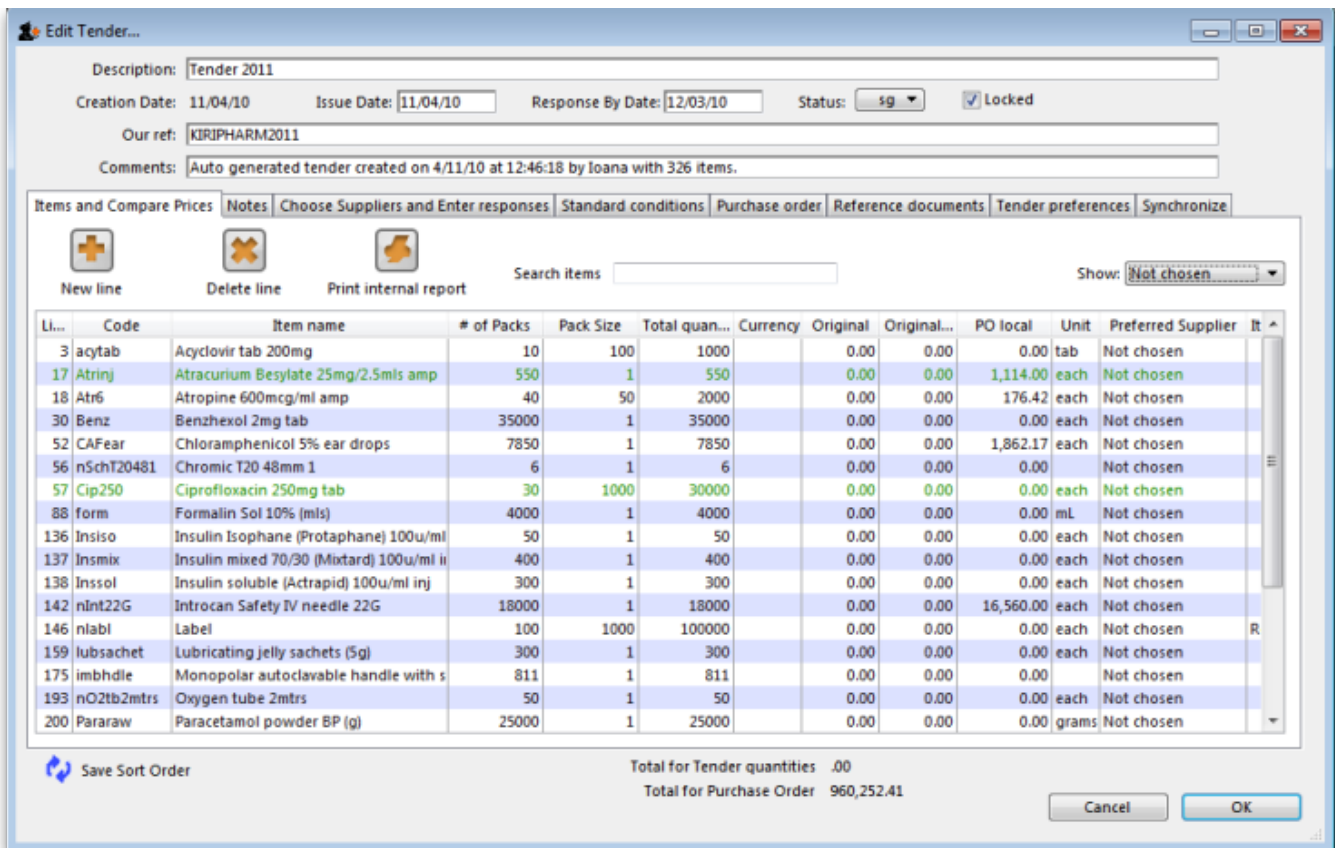 Edit Tender...
Description: Tender 2011
Creation Date: 11/04/10 Issue Date: 11/04/10 Response By Date: 12/03/10 Status: sg Locked
Our ref: KIRIPHARM2011
Comments: Auto generated tender created on 4/11/10 at 12:46:18 by Ioana with 326 items.
Items and Compare Prices Notes Choose Suppliers and Enter responses Standard conditions Purchase order Reference documents Tender preferences Synchronize
Search items Show: Not chosen
New line Delete line Print internal report
Li... Code Item name # of Packs Pack Size Total quan... Currency Original Original... PO local Unit Preferred Supplier It
3 acytab Acyclovir tab 200mg 10 100 1000 0.00 0.00 0.00 tab Not chosen
17 Atrinj Atracurium Besylate 25mg/2.5mls amp 550 1 550 0.00 0.00 1,114.00 each Not chosen
18 Atr6 Atropine 600mcg/ml amp 40 50 2000 0.00 0.00 176.42 each Not chosen
30 Benz Benzhexol 2mg tab 35000 1 35000 0.00 0.00 0.00 each Not chosen
52 CAFear Chloramphenicol 5% ear drops 7850 1 7850 0.00 0.00 1,862.17 each Not chosen
56 nSchT20481 Chromic T20 48mm 1 6 1 6 0.00 0.00 0.00 Not chosen
57 Cip250 Ciprofloxacin 250mg tab 30 1000 30000 0.00 0.00 0.00 each Not chosen
88 form Formalin Sol 10% (mls) 4000 1 4000 0.00 0.00 0.00 mL Not chosen
136 Insiso Insulin Isophane (Protaphane) 100u/ml 50 1 50 0.00 0.00 0.00 each Not chosen
137 Insmix Insulin mixed 70/30 (Mixtard) 100u/ml i 400 1 400 0.00 0.00 0.00 each Not chosen
138 Inssol Insulin soluble (Actrapid) 100u/ml inj 300 1 300 0.00 0.00 0.00 each Not chosen
142 nInt22G Introcan Safety IV needle 22G 18000 1 18000 0.00 0.00 16,560.00 each Not chosen
146 nlabl Label 100 1000 100000 0.00 0.00 0.00 each Not chosen R
159 lubsachet Lubricating jelly sachets (5g) 300 1 300 0.00 0.00 0.00 each Not chosen
175 imbhdle Monopolar autoclavable handle with s 811 1 811 0.00 0.00 0.00 Not chosen
193 nO2tb2mtrs Oxygen tube 2mtrs 50 1 50 0.00 0.00 0.00 each Not chosen
200 Pararaw Paracetamol powder BP (g) 25000 1 25000 0.00 0.00 0.00 grams Not chosen
Save Sort Order Total for Tender quantities .00
Total for Purchase Order 960,252.41
Cancel OK